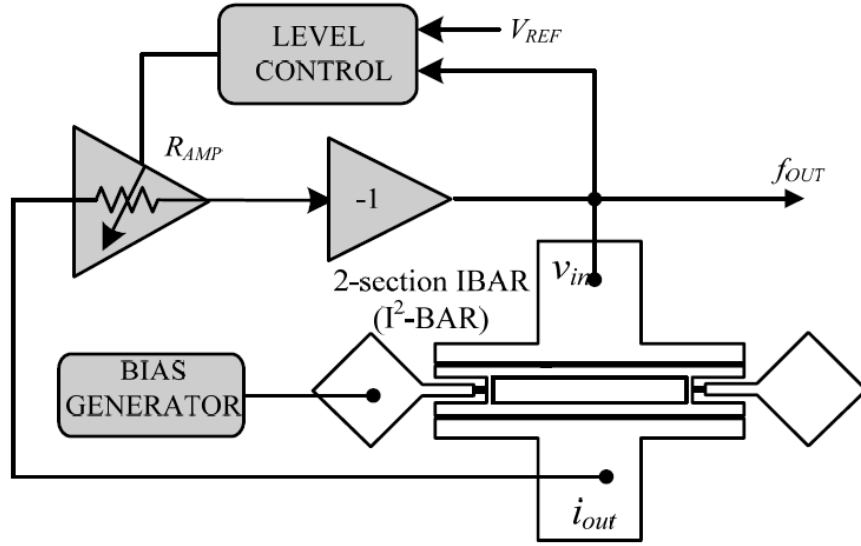 LEVEL
CONTROL
V_REF
R_AMP
-1
f_OUT
v_in
2-section IBAR
(I²-BAR)
BIAS
GENERATOR
i_out